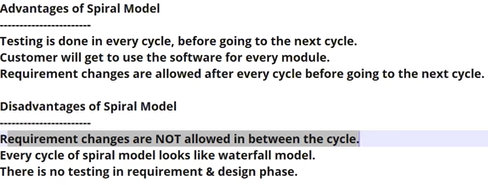 Advantages of Spiral Model
-----------------------
Testing is done in every cycle, before going to the next cycle.
Customer will get to use the software for every module.
Requirement changes are allowed after every cycle before going to the next cycle.
Disadvantages of Spiral Model
-----------------------
Requirement changes are NOT allowed in between the cycle.
Every cycle of spiral model looks like waterfall model.
There is no testing in requirement & design phase.